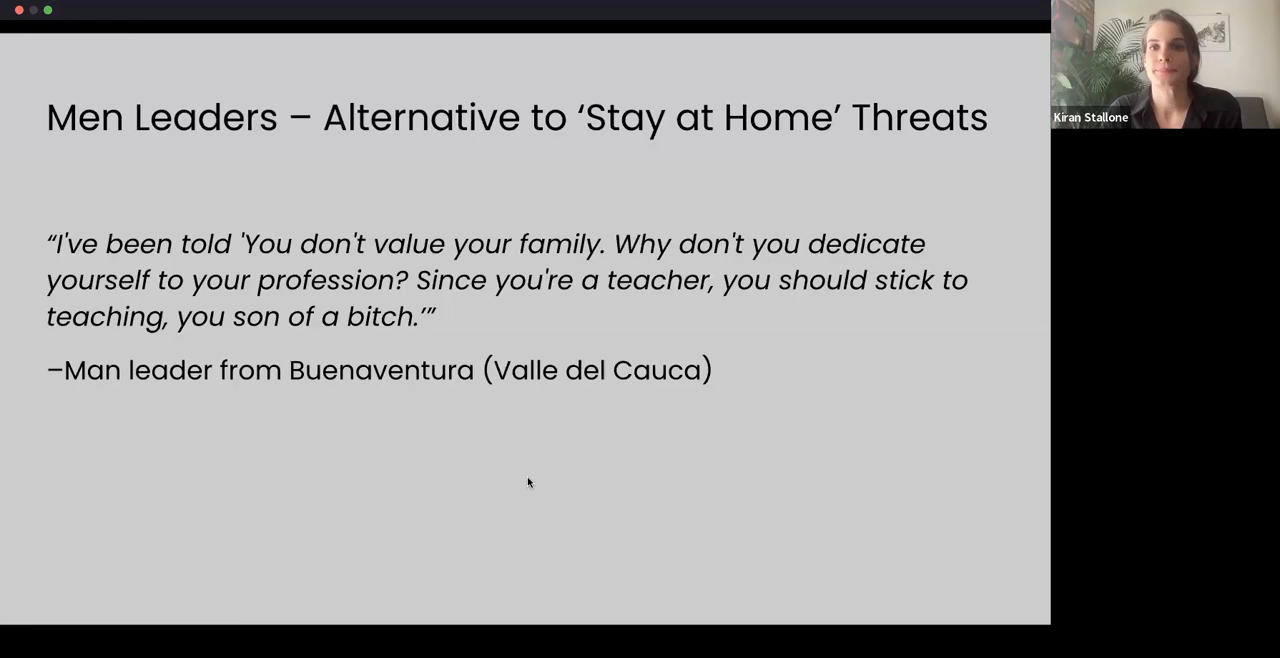 Men Leaders – Alternative to ‘Stay at Home’ Threats
“I've been told 'You don't value your family. Why don't you dedicate
yourself to your profession? Since you're a teacher, you should stick to
teaching, you son of a bitch.’”
–Man leader from Buenaventura (Valle del Cauca)
Kiran Stallone